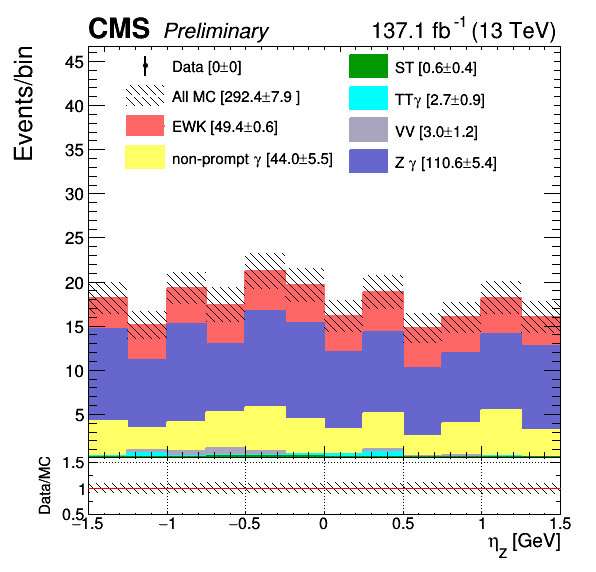 CMS Preliminary 137.1 fb⁻¹ (13 TeV)
Events/bin
45
40
35
30
25
20
15
10
5
Data [0±0]
All MC [292.4±7.9 ]
EWK [49.4±0.6]
non-prompt γ [44.0±5.5]
ST [0.6±0.4]
TTγ [2.7±0.9]
VV [3.0±1.2]
Z γ [110.6±5.4]
Data/MC
1.5
1
0.5
−1.5 −1 −0.5 0 0.5 1 1.5
η_Z [GeV]